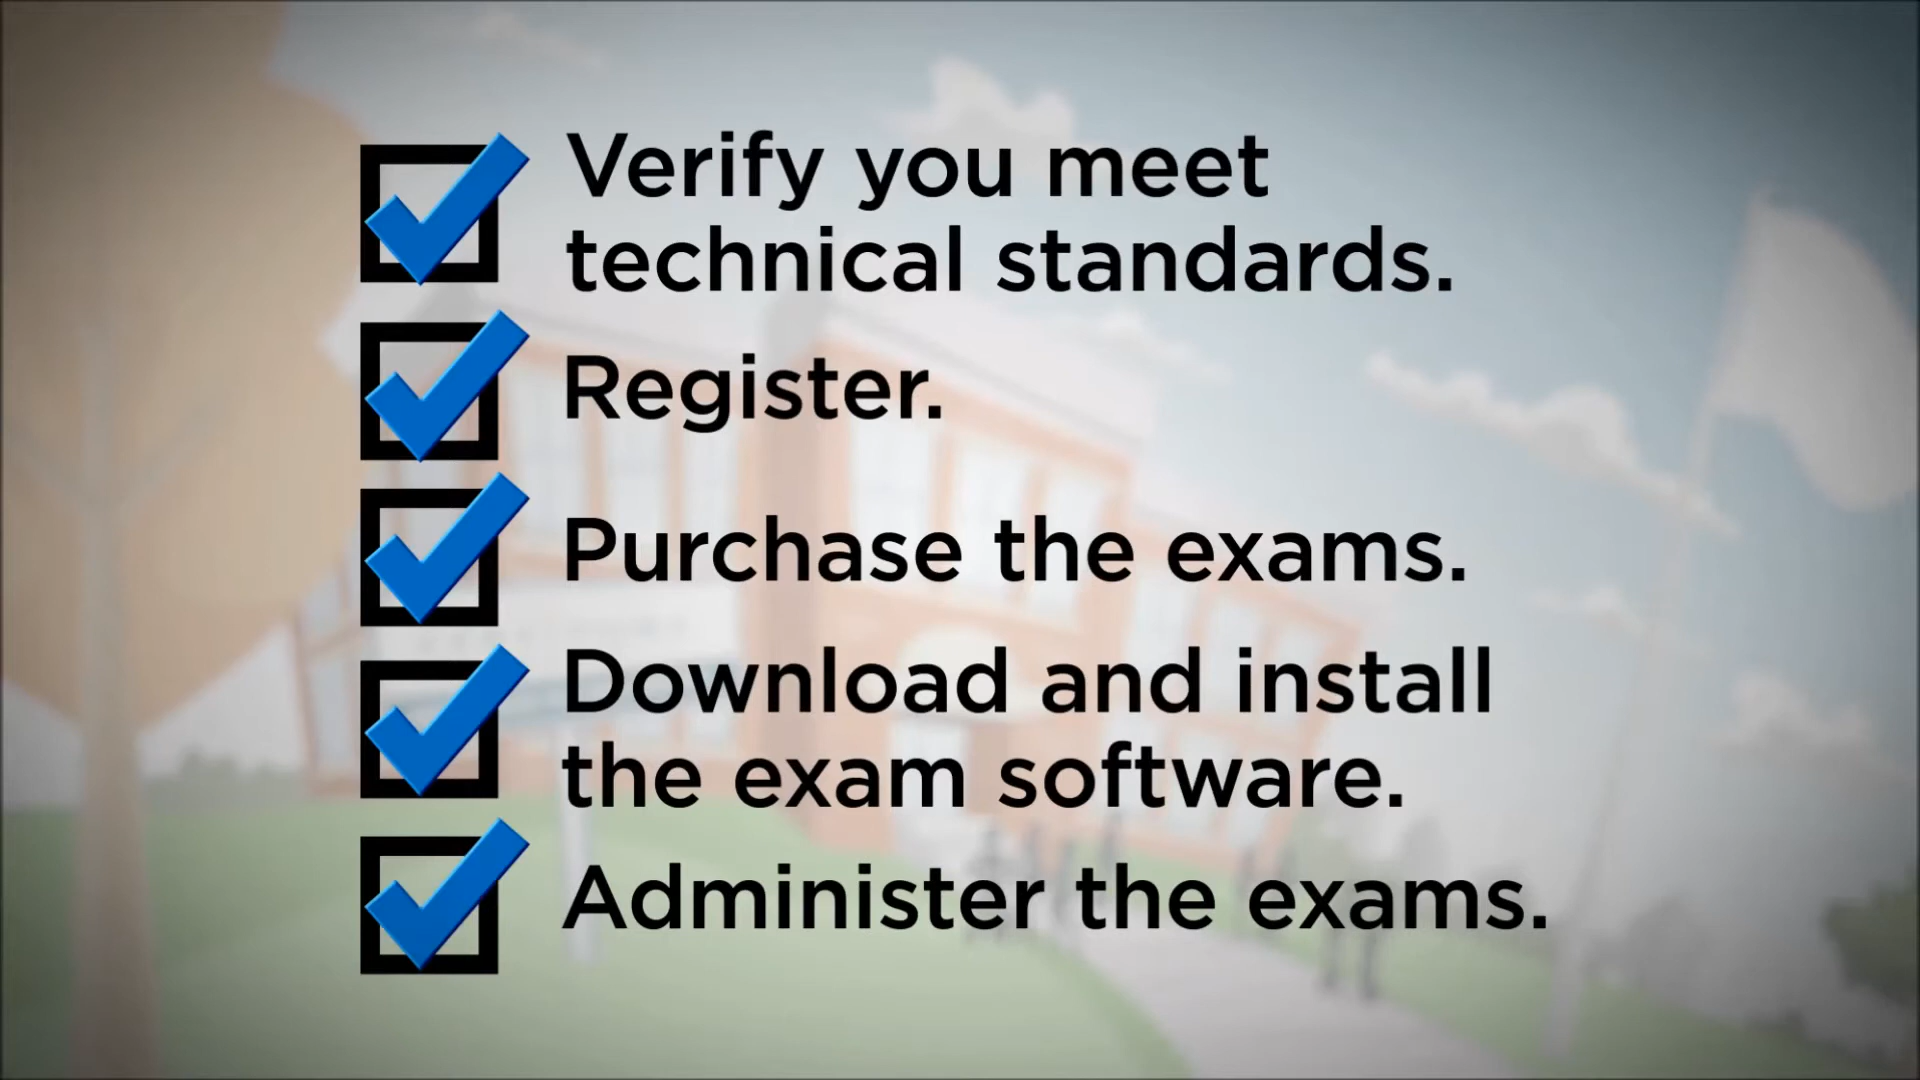 Verify you meet
technical standards.
Register.
Purchase the exams.
Download and install
the exam software.
Administer the exams.